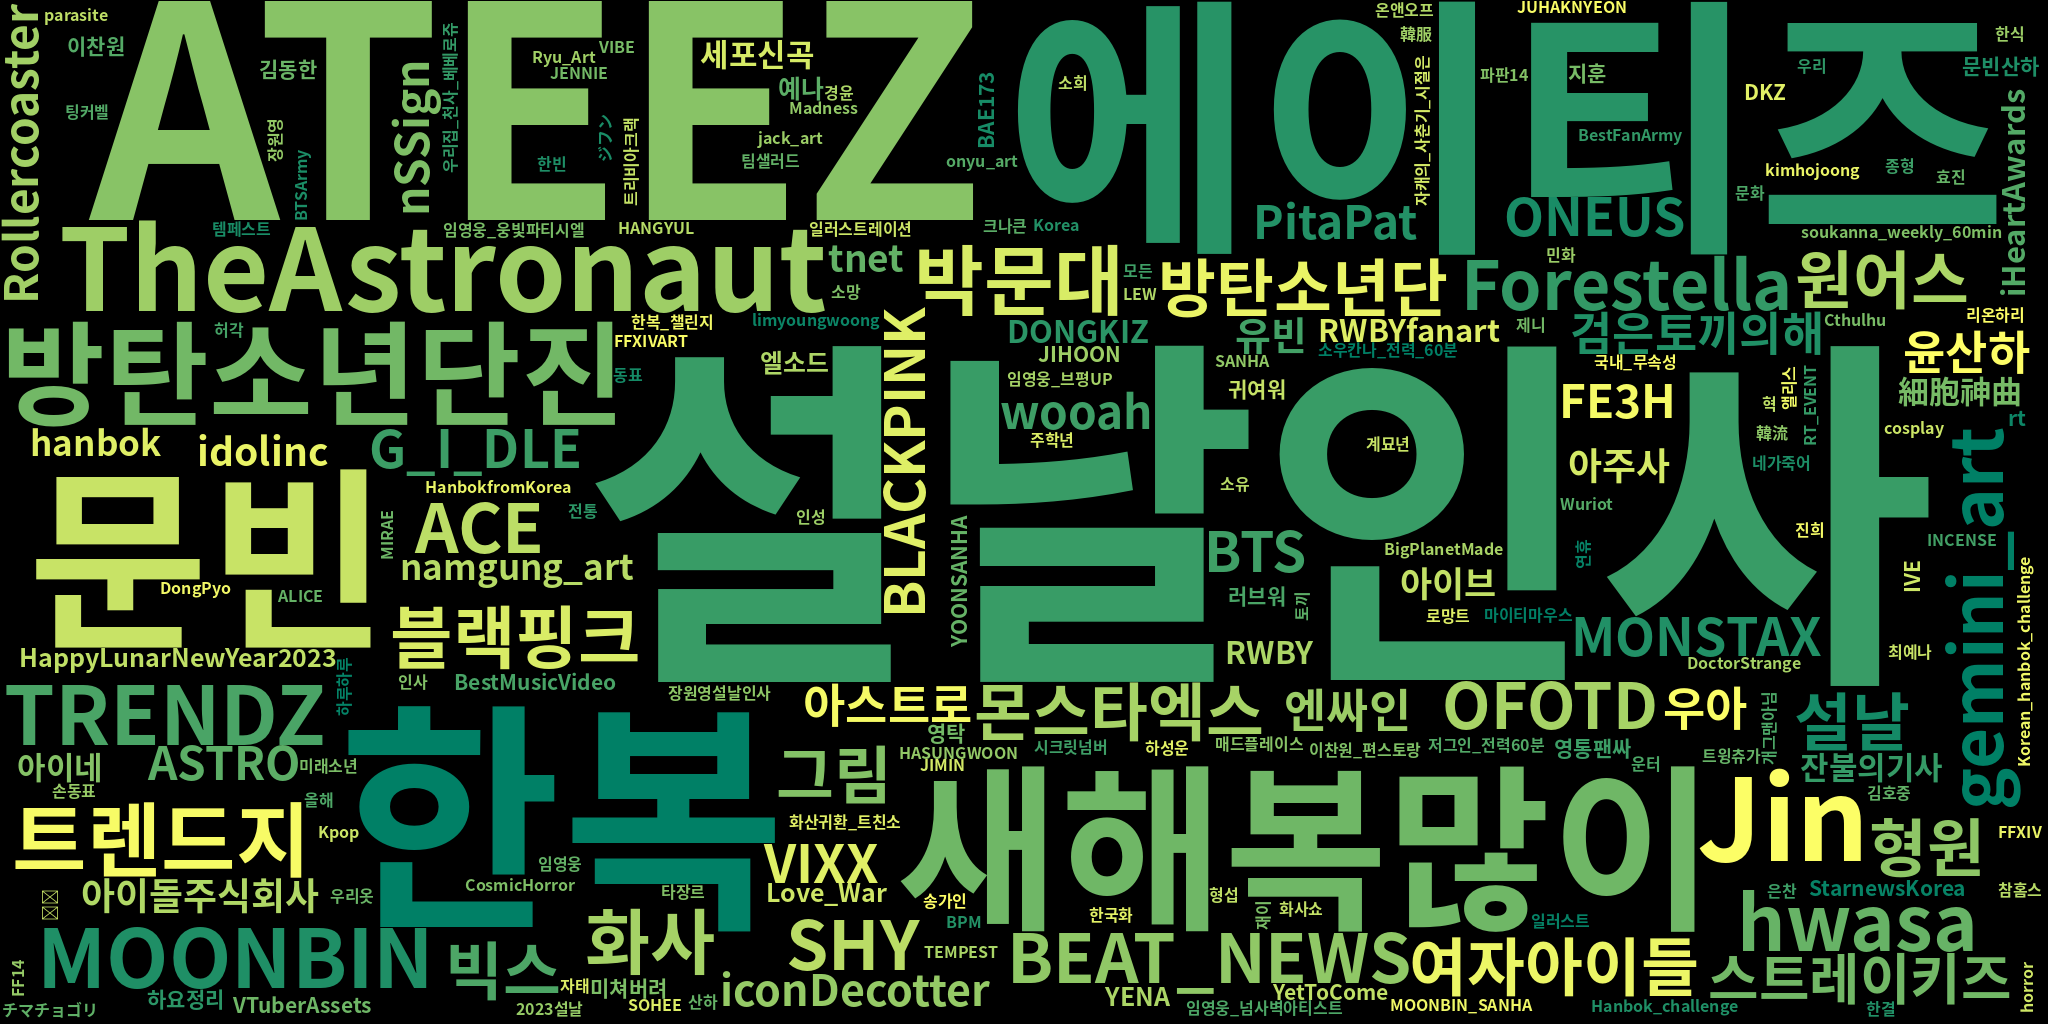 parasite
ATEEZ
에이티즈
Rollercoaster
이찬원
김동한
팅커벨
장원영
BTSArmy
nSSign
우리집_천사_베베로쥬
Ryu_Art
VIBE
JENNIE
한빈
ジフン
트리비아크랙
세포신곡
예나
경윤
Madness
jack_art
팀샐러드
BAE173
onyu_art
소희
온앤오프
韓服
자캐의_사춘기_시절은
JUHAKNYEON
파판14
지훈
BestFanArmy
DKZ
우리
한식
문빈산하
kimhojoong
종형
효진
문화
iHeartAwards
템페스트
임영웅_웅빛파티시엘
HANGYUL
일러스트레이션
크나큰
Korea
PitaPat
ONEUS
민화
soukanna_weekly_60min
TheAstronaut
tnet
소망
박문대
모든
LEW
방탄소년단
Forestella
원어스
방탄소년단진
허각
한복_챌린지
FFXIVART
동표
limyoungwoong
엘소드
BLACKPINK
DONGKIZ
JIHOON
임영웅_브평UP
유빈
RWBYfanart
소우칸나_전력_60분
SANHA
귀여워
제니
검은토끼의해
Cthulhu
리온하리
윤산하
국내_무속성
FE3H
앨리스
혁
RT_EVENT
韓流
細胞神曲
rt
cosplay
설날인사
wooah
주학년
계묘년
소유
아주사
네가죽어
Wuriot
hanbok
idolinc
G_I_DLE
HanbokfromKorea
전통
인성
문빈
MIRAE
ACE
namgung_art
DongPyo
ALICE
YOONSANHA
BTS
러브워
토끼
BigPlanetMade
아이브
로망트
마이티마우스
연휴
진희
INCENSE
IVE
gemini_art
Korean_hanbok_challenge
블랙핑크
HappyLunarNewYear2023
하루하루
인사
BestMusicVideo
장원영설날인사
RWBY
MONSTAX
DoctorStrange
최예나
TRENDZ
한복
아스트로
몬스타엑스
엔싸인
OFOTD
우아
개그맨아님
설날
영탁
HASUNGWOON
JIMIN
시크릿넘버
하성운
매드플레이스
이찬원_편스토랑
저그인_전력60분
영통팬싸
운터
트윙츄가
잔불의기사
김호중
아이네
ASTRO
미래소년
손동표
올해
그림
화산귀환_트친소
새해복많이
Jin
형원
FFXIV
트렌드지
Kpop
임영웅
CosmicHorror
타장르
VIXX
Love_War
송가인
BPM
한국화
형섭
재이
화사쇼
일러스트
은찬
StarnewsKorea
참홈스
아이돌주식회사
우리옷
MOONBIN
빅스
화사
SHY
TEMPEST
BEAT_NEWS
여자아이들
hwasa
스트레이키즈
FF14
チマチョゴリ
하요정리
VTuberAssets
2023설날
자태
미쳐버려
SOHEE
산하
iconDecotter
YENA
임영웅_넘사벽아티스트
YetToCome
MOONBIN_SANHA
Hanbok_challenge
한결
horror